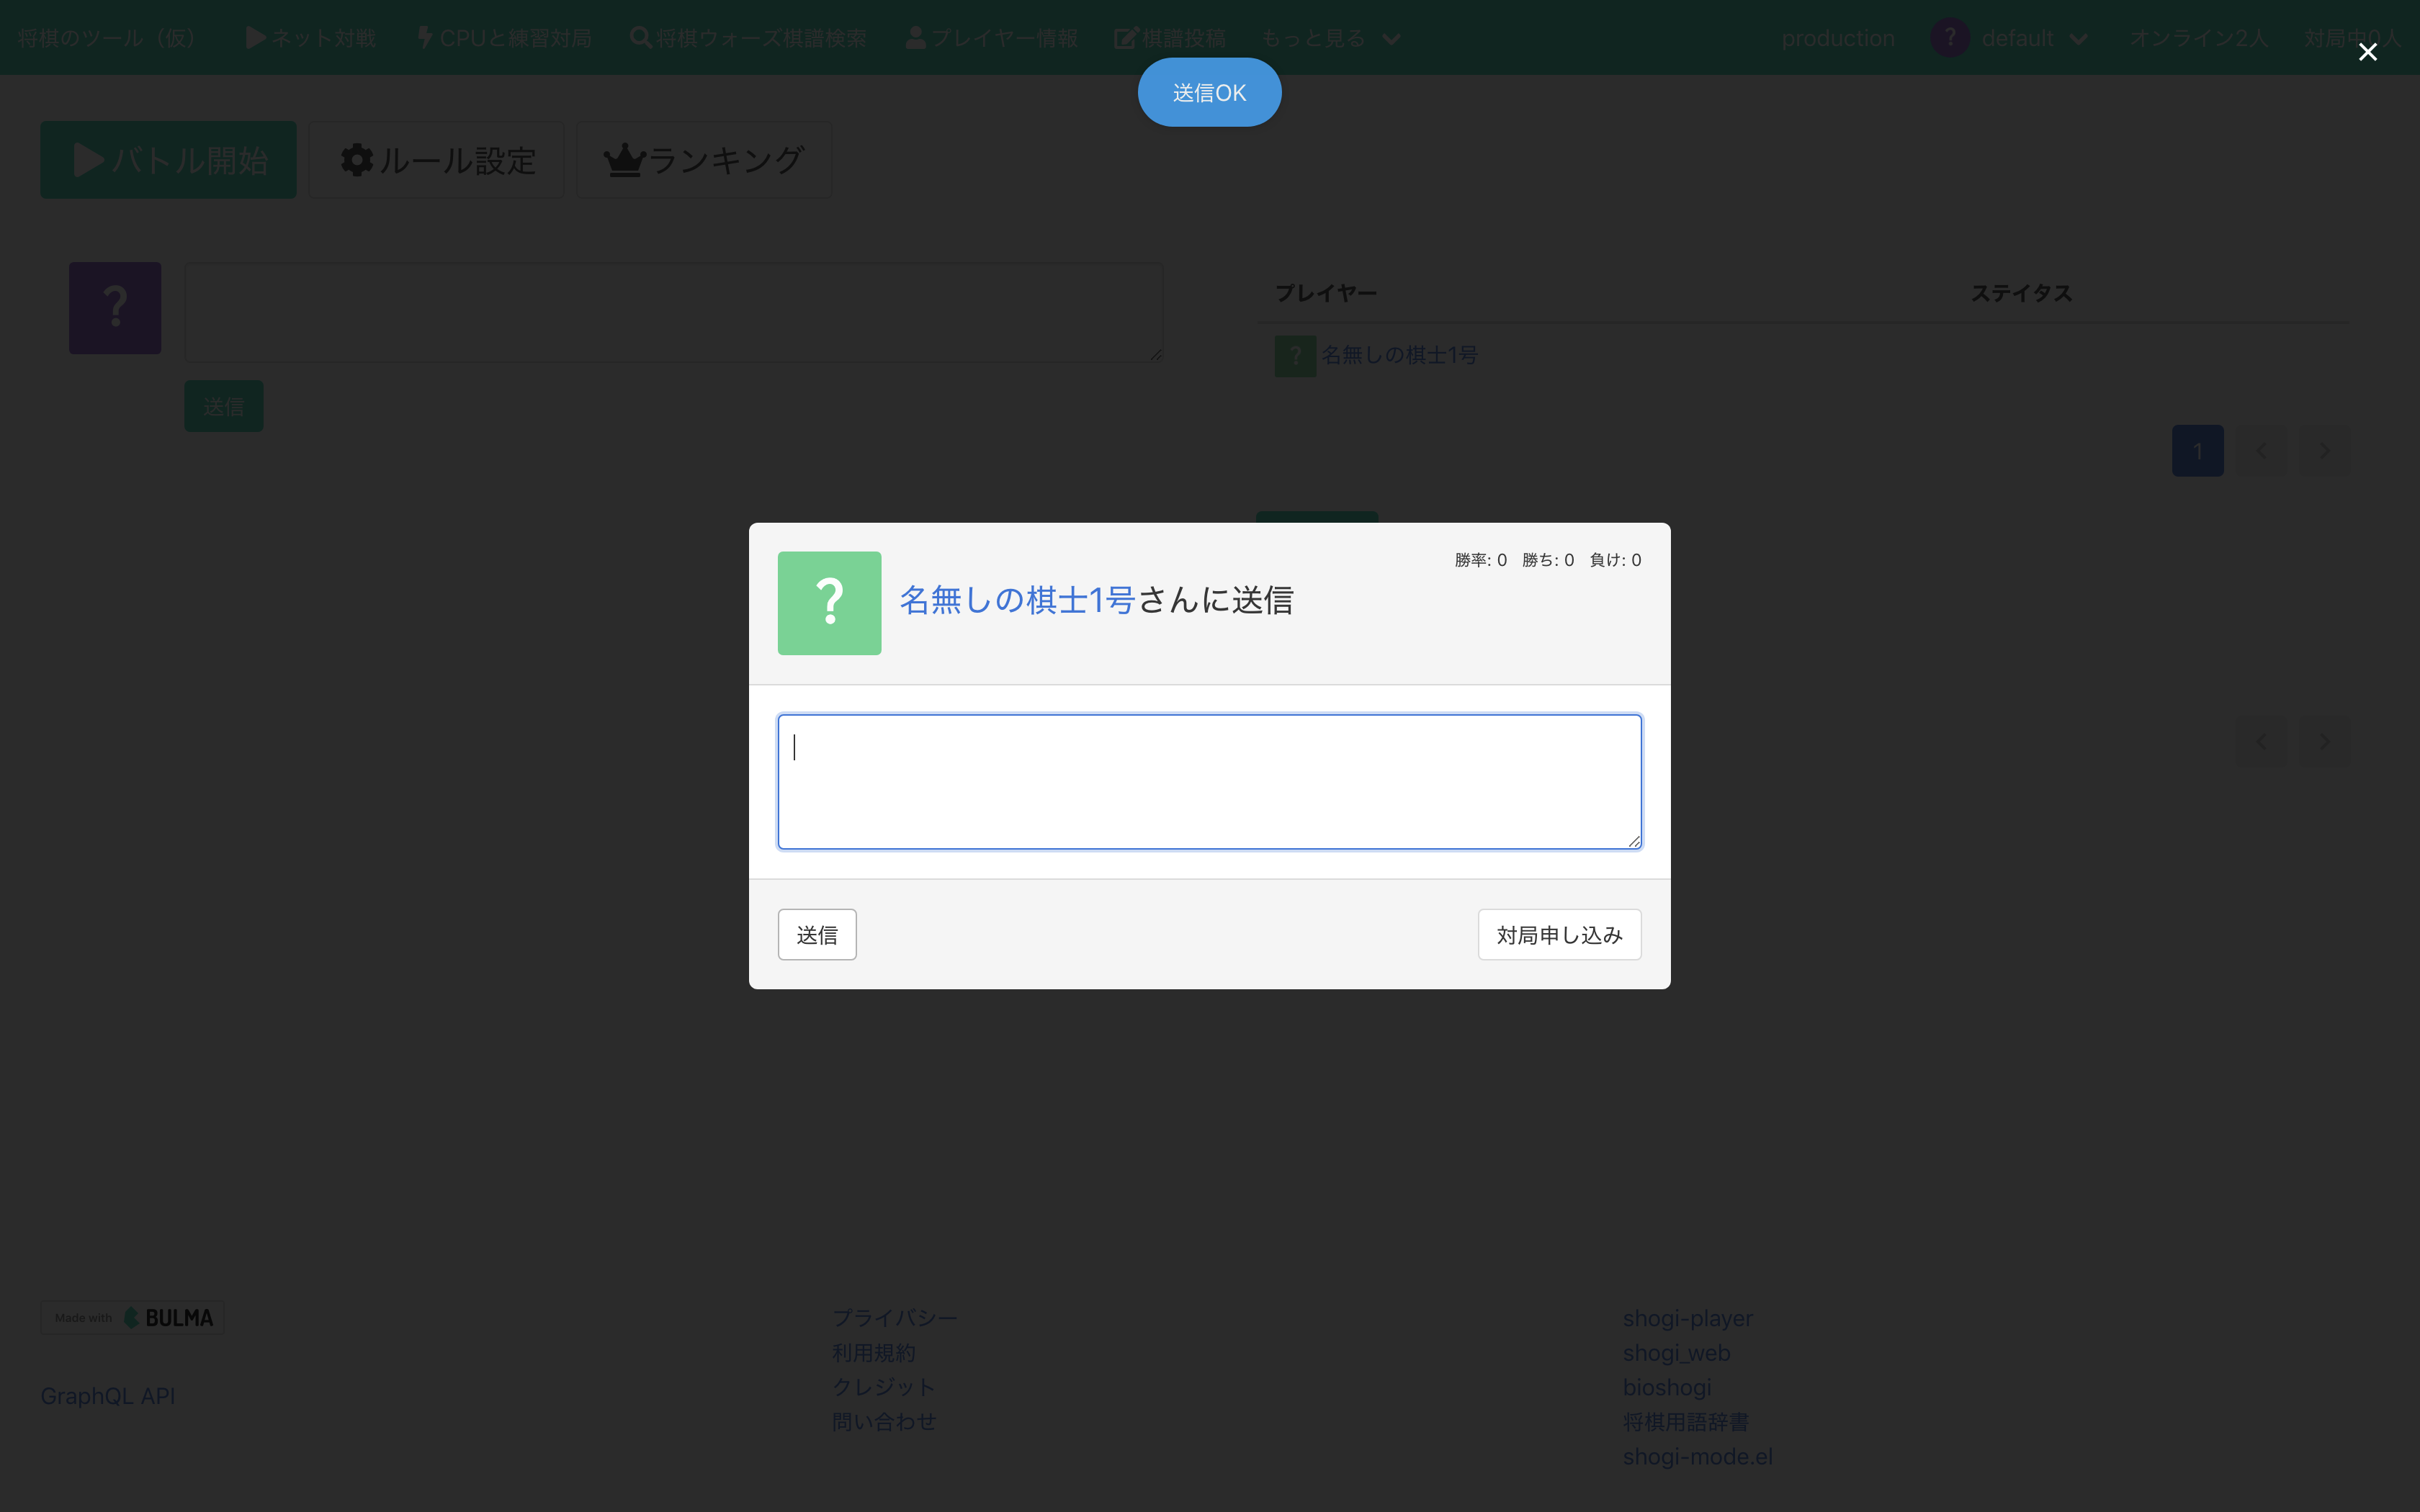 将棋のツール（仮） ネット対戦 CPUと練習対局 将棋ウォーズ棋譜検索 プレイヤー情報 棋譜投稿 もっと見る production ? default オンライン2人 対局中0人
送信OK
バトル開始 ルール設定 ランキング
? プレイヤー ステイタス
? 名無しの棋士1号
送信
1
勝率: 0 勝ち: 0 負け: 0
? 名無しの棋士1号さんに送信
送信 対局申し込み
Made with BULMA
GraphQL API
プライバシー
利用規約
クレジット
問い合わせ
shogi-player
shogi_web
bioshogi
将棋用語辞書
shogi-mode.el